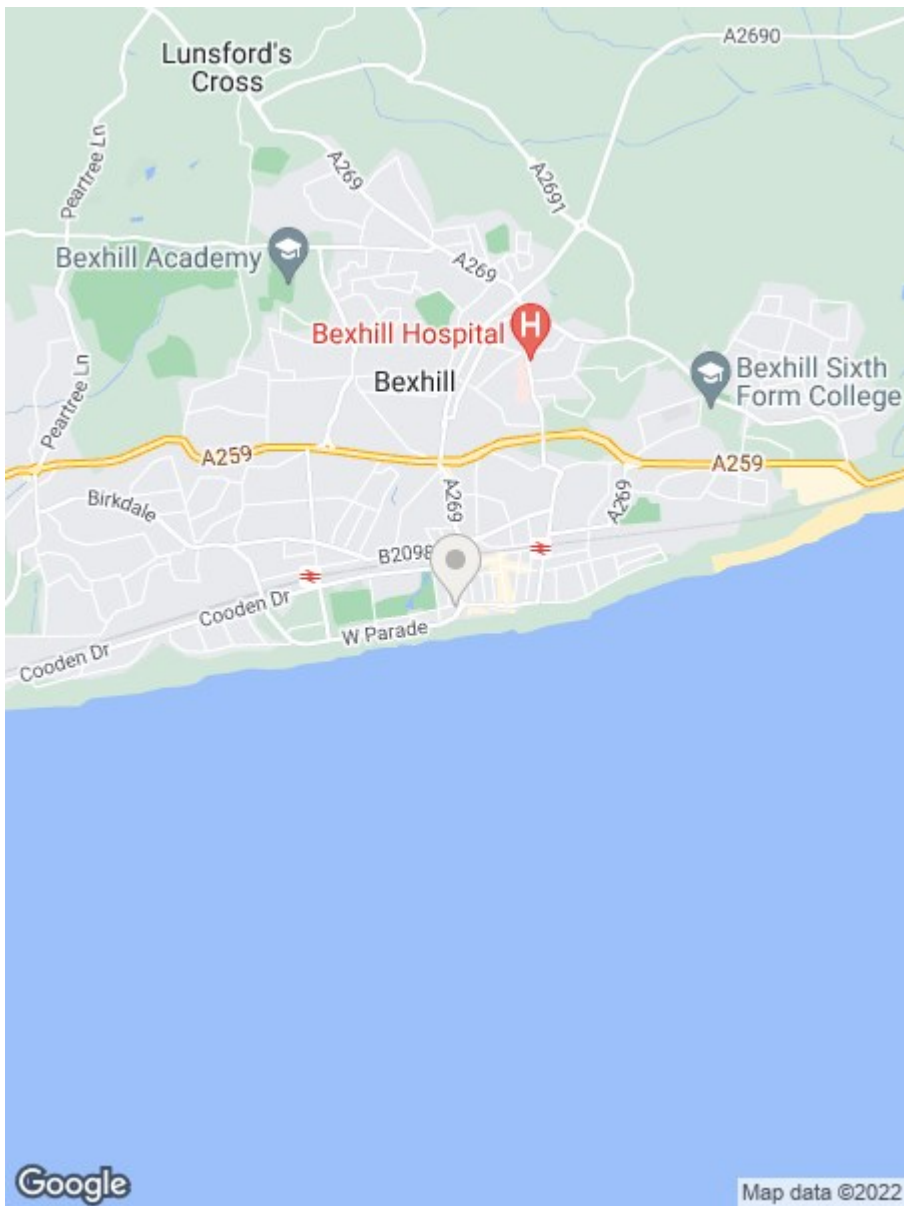 A2690
Lunsford's
Cross
Peartree Ln
A269
A2691
Bexhill Academy
A269
Bexhill Hospital
H
Bexhill
Bexhill Sixth
Form College
Peartree Ln
A259
A259
Birkdale
A269
A269
B2098
Cooden Dr
W Parade
Cooden Dr
Google
Map data ©2022